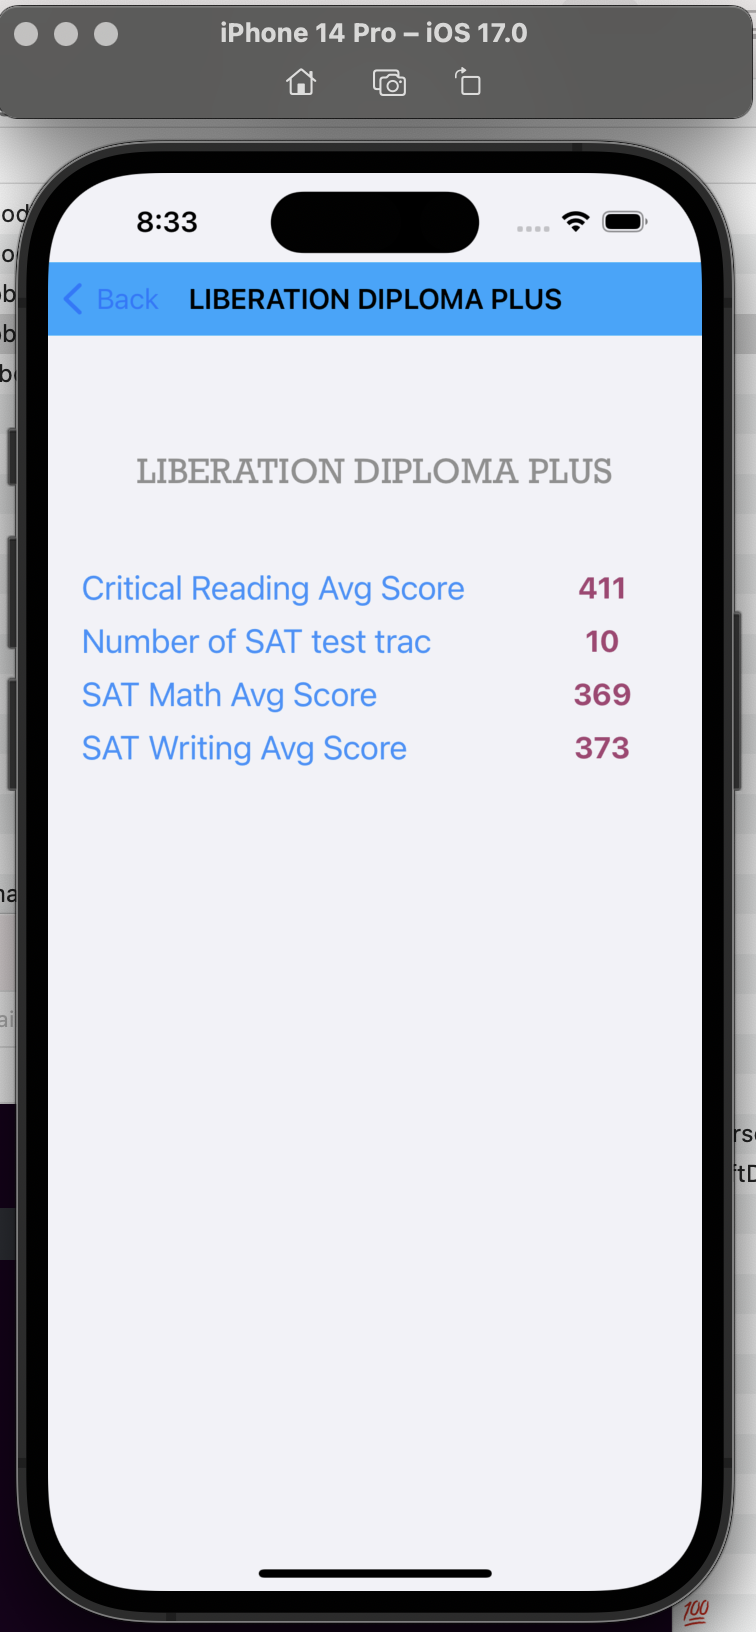 iPhone 14 Pro – iOS 17.0
8:33
Back LIBERATION DIPLOMA PLUS
LIBERATION DIPLOMA PLUS
Critical Reading Avg Score 411
Number of SAT test trac 10
SAT Math Avg Score 369
SAT Writing Avg Score 373